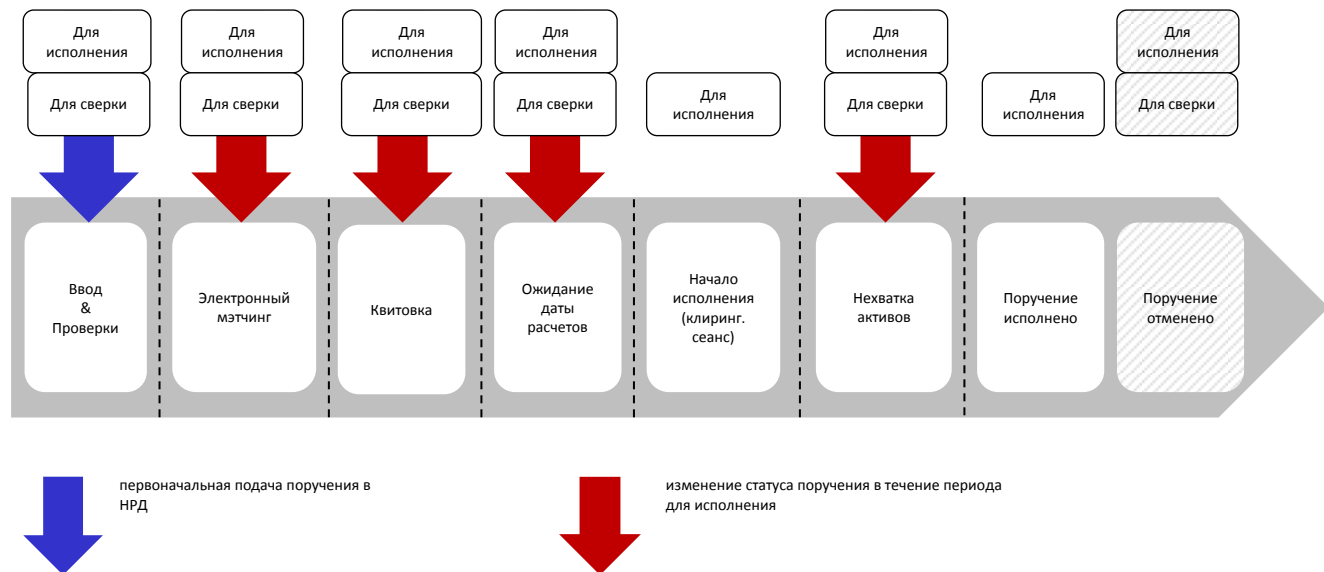 Для
исполнения
Для сверки
Для
исполнения
Для сверки
Для
исполнения
Для сверки
Для
исполнения
Для сверки
Для
исполнения
Для
исполнения
Для сверки
Для
исполнения
Для
исполнения
Для сверки
Ввод
&
Проверки
Электронный
мэтчинг
Квитовка
Ожидание
даты
расчетов
Начало
исполнения
(клиринг.
сеанс)
Нехватка
активов
Поручение
исполнено
Поручение
отменено
первоначальная подача поручения в
НРД
изменение статуса поручения в течение периода
для исполнения